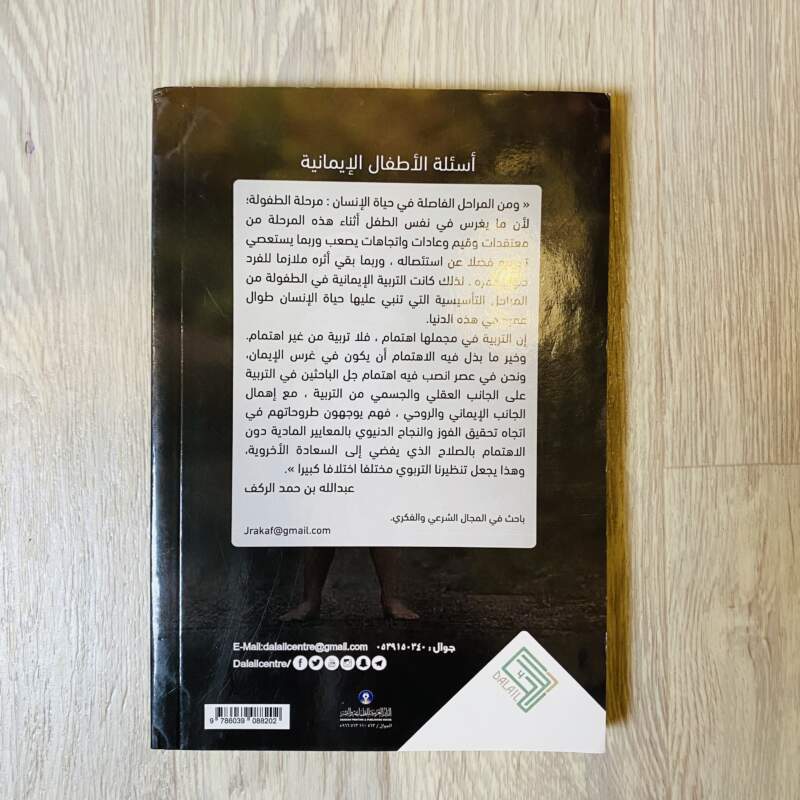 أسئلة الأطفال الإيمانية
« ومن المراحل الفاصلة في حياة الإنسان : مرحلة الطفولة؛
لأن ما يغرس في نفس الطفل أثناء هذه المرحلة من
معتقدات وقيم وعادات واتجاهات يصعب وربما يستعصي
فضلا عن استئصاله ، وربما بقي أثره ملازما للفرد
لذلك كانت التربية الإيمانية في الطفولة من
المراحل التأسيسية التي تنبي عليها حياة الإنسان طوال
عمره في هذه الدنيا.
إن التربية في مجملها اهتمام ، فلا تربية من غير اهتمام.
وخير ما بذل فيه الاهتمام أن يكون في غرس الإيمان،
ونحن في عصر انصب فيه اهتمام جل الباحثين في التربية
على الجانب العقلي والجسمي من التربية ، مع إهمال
الجانب الإيماني والروحي ، فهم يوجهون طروحاتهم في
اتجاه تحقيق الفوز والنجاح الدنيوي بالمعايير المادية دون
الاهتمام بالصلاح الذي يفضي إلى السعادة الأخروية،
وهذا يجعل تنظيرنا التربوي مختلفا اختلافا كبيرا ».
عبدالله بن حمد الركف
باحث في المجال الشرعي والفكري.
Jrakaf@gmail.com
جوال: ٠٥٣٩١٥٠٣٤٠ E-Mail:dalailcentre@gmail.com
Dalailcentre/
DALAIL
9 786039 088202